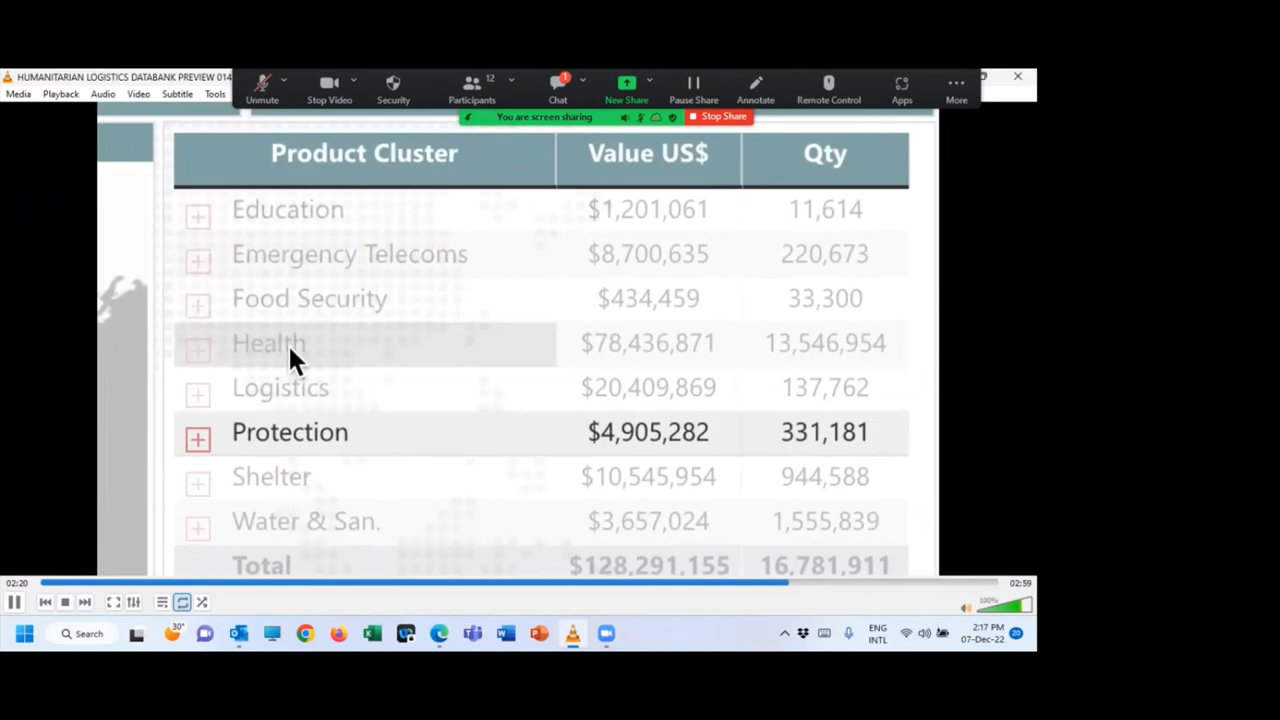 HUMANITARIAN LOGISTICS DATABANK PREVIEW 014
Media Playback Audio Video Subtitle Tools
12 1
Unmute Stop Video Security Participants Chat New Share Pause Share Annotate Remote Control Apps More
You are screen sharing Stop Share
Product Cluster Value US$ Qty
Education $1,201,061 11,614
Emergency Telecoms $8,700,635 220,673
Food Security $434,459 33,300
Health $78,436,871 13,546,954
Logistics $20,409,869 137,762
Protection $4,905,282 331,181
Shelter $10,545,954 944,588
Water & San. $3,657,024 1,555,839
Total $128,291,155 16,781,911
02:20 02:59
100%
30° Search ENG INTL 2:17 PM 07-Dec-22 20